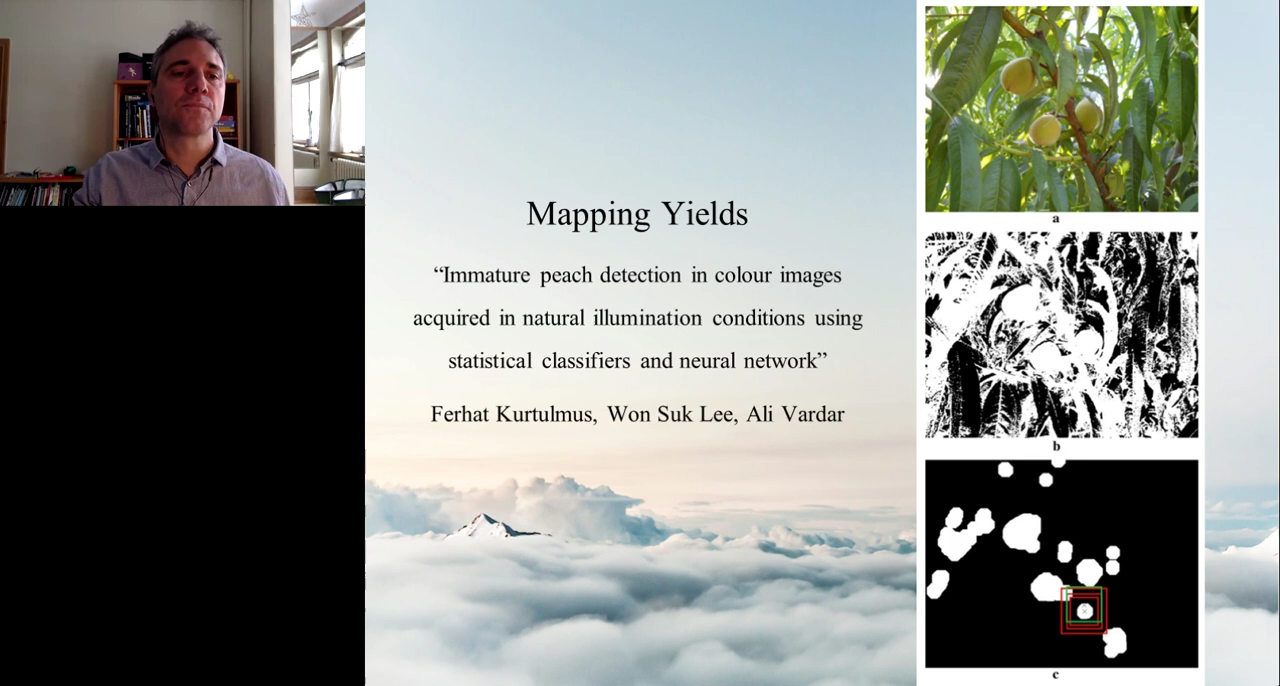 Mapping Yields
“Immature peach detection in colour images
acquired in natural illumination conditions using
statistical classifiers and neural network”
Ferhat Kurtulmus, Won Suk Lee, Ali Vardar
a
b
c